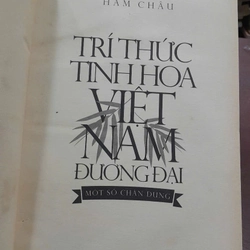 HÀM CHÂU
TRÍ THỨC
TINH HOA
VIỆT
NAM
ĐƯƠNG ĐẠI
MỘT SỐ CHÂN DUNG